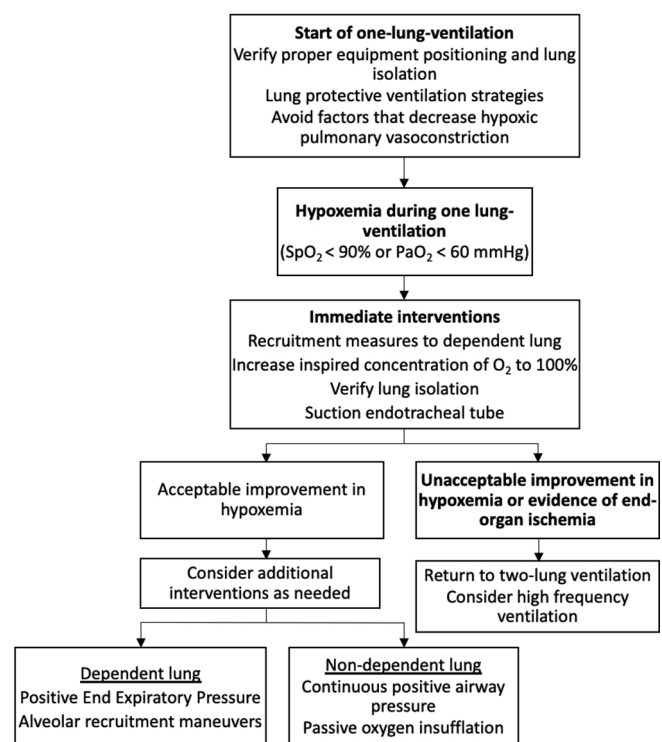 Start of one-lung-ventilation
Verify proper equipment positioning and lung
isolation
Lung protective ventilation strategies
Avoid factors that decrease hypoxic
pulmonary vasoconstriction
Hypoxemia during one lung-
ventilation
(SpO₂ < 90% or PaO₂ < 60 mmHg)
Immediate interventions
Recruitment measures to dependent lung
Increase inspired concentration of O₂ to 100%
Verify lung isolation
Suction endotracheal tube
Acceptable improvement in
hypoxemia
Unacceptable improvement in
hypoxemia or evidence of end-
organ ischemia
Consider additional
interventions as needed
Return to two-lung ventilation
Consider high frequency
ventilation
Dependent lung
Positive End Expiratory Pressure
Alveolar recruitment maneuvers
Non-dependent lung
Continuous positive airway
pressure
Passive oxygen insufflation